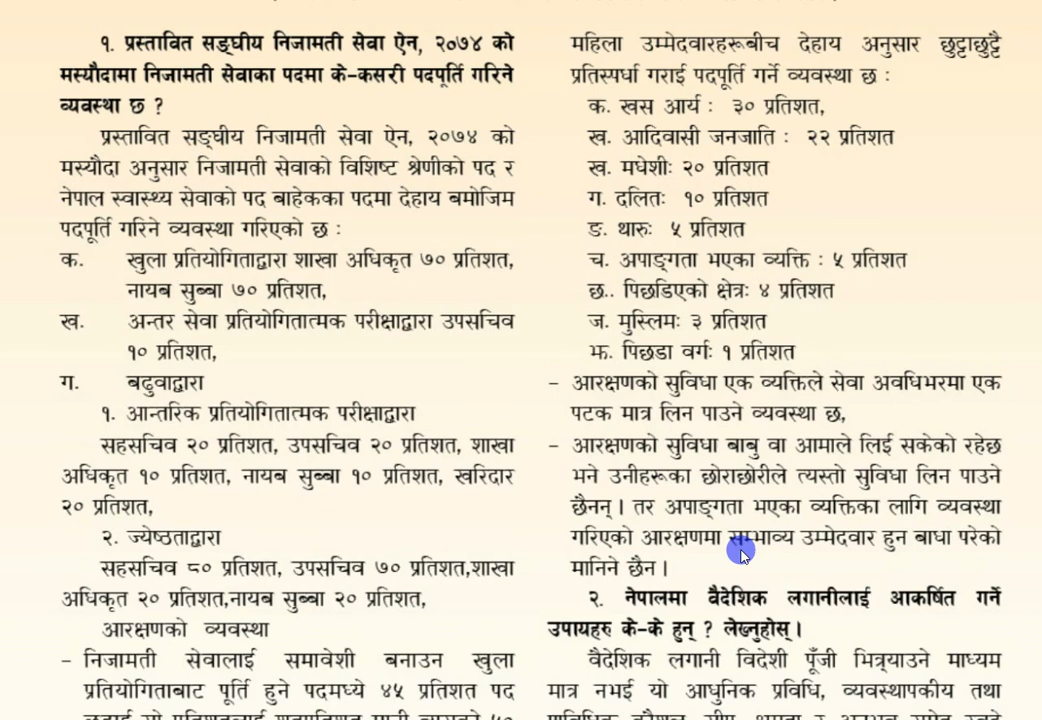 १. प्रस्तावित सङ्घीय निजामती सेवा ऐन, २०७४ को
मस्यौदामा निजामती सेवाका पदमा के-कसरी पदपूर्ति गरिने
व्यवस्था छ ?
प्रस्तावित सङ्घीय निजामती सेवा ऐन, २०७४ को
मस्यौदा अनुसार निजामती सेवाको विशिष्ट श्रेणीको पद र
नेपाल स्वास्थ्य सेवाको पद बाहेकका पदमा देहाय बमोजिम
पदपूर्ति गरिने व्यवस्था गरिएको छ :
क. खुला प्रतियोगिताद्वारा शाखा अधिकृत ७० प्रतिशत,
नायब सुब्बा ७० प्रतिशत,
ख. अन्तर सेवा प्रतियोगितात्मक परीक्षाद्वारा उपसचिव
१० प्रतिशत,
ग. बढुवाद्वारा
१. आन्तरिक प्रतियोगितात्मक परीक्षाद्वारा
सहसचिव २० प्रतिशत, उपसचिव २० प्रतिशत, शाखा
अधिकृत १० प्रतिशत, नायब सुब्बा १० प्रतिशत, खरिदार
२० प्रतिशत,
२. ज्येष्ठताद्वारा
सहसचिव ८० प्रतिशत, उपसचिव ७० प्रतिशत,शाखा
अधिकृत २० प्रतिशत,नायब सुब्बा २० प्रतिशत,
आरक्षणको व्यवस्था
- निजामती सेवालाई समावेशी बनाउन खुला
प्रतियोगिताबाट पूर्ति हुने पदमध्ये ४५ प्रतिशत पद
महिला उम्मेदवारहरूबीच देहाय अनुसार छुट्टाछुट्टै
प्रतिस्पर्धा गराई पदपूर्ति गर्ने व्यवस्था छ :
क. खस आर्य : ३० प्रतिशत,
ख. आदिवासी जनजाति : २२ प्रतिशत
ख. मधेशीः २० प्रतिशत
ग. दलितः १० प्रतिशत
ङ. थारुः ५ प्रतिशत
च. अपाङ्गता भएका व्यक्ति : ५ प्रतिशत
छ.. पिछडिएको क्षेत्रः ४ प्रतिशत
ज. मुस्लिमः ३ प्रतिशत
झ. पिछडा वर्गः १ प्रतिशत
- आरक्षणको सुविधा एक व्यक्तिले सेवा अवधिभरमा एक
पटक मात्र लिन पाउने व्यवस्था छ,
- आरक्षणको सुविधा बाबु वा आमाले लिई सकेको रहेछ
भने उनीहरूका छोराछोरीले त्यस्तो सुविधा लिन पाउने
छैनन् । तर अपाङ्गता भएका व्यक्तिका लागि व्यवस्था
गरिएको आरक्षणमा सम्भाव्य उम्मेदवार हुन बाधा परेको
मानिने छैन ।
२. नेपालमा वैदेशिक लगानीलाई आकर्षित गर्ने
उपायहरु के-के हुन् ? लेख्नुहोस् ।
वैदेशिक लगानी विदेशी पूँजी भित्र्याउने माध्यम
मात्र नभई यो आधुनिक प्रविधि, व्यवस्थापकीय तथा